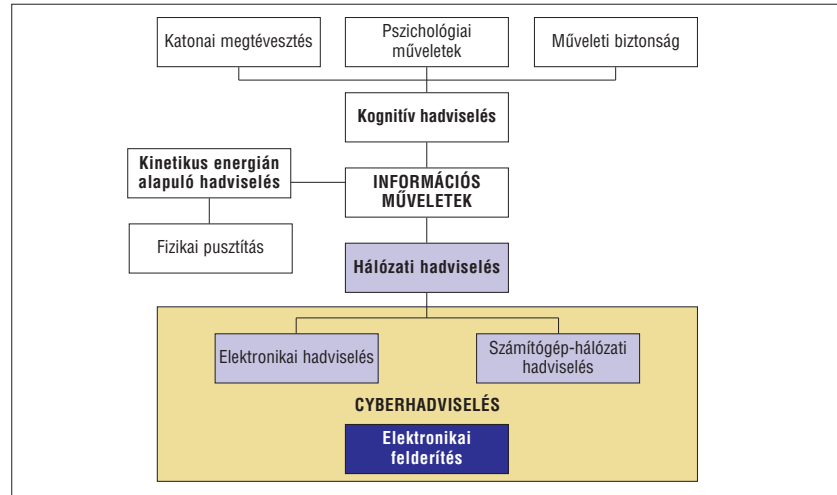 Katonai megtévesztés
Pszichológiai
műveletek
Műveleti biztonság
Kognitív hadviselés
Kinetikus energián
alapuló hadviselés
INFORMÁCIÓS
MŰVELETEK
Fizikai pusztítás
Hálózati hadviselés
Elektronikai hadviselés
Számítógép-hálózati
hadviselés
CYBERHADVISELÉS
Elektronikai
felderítés